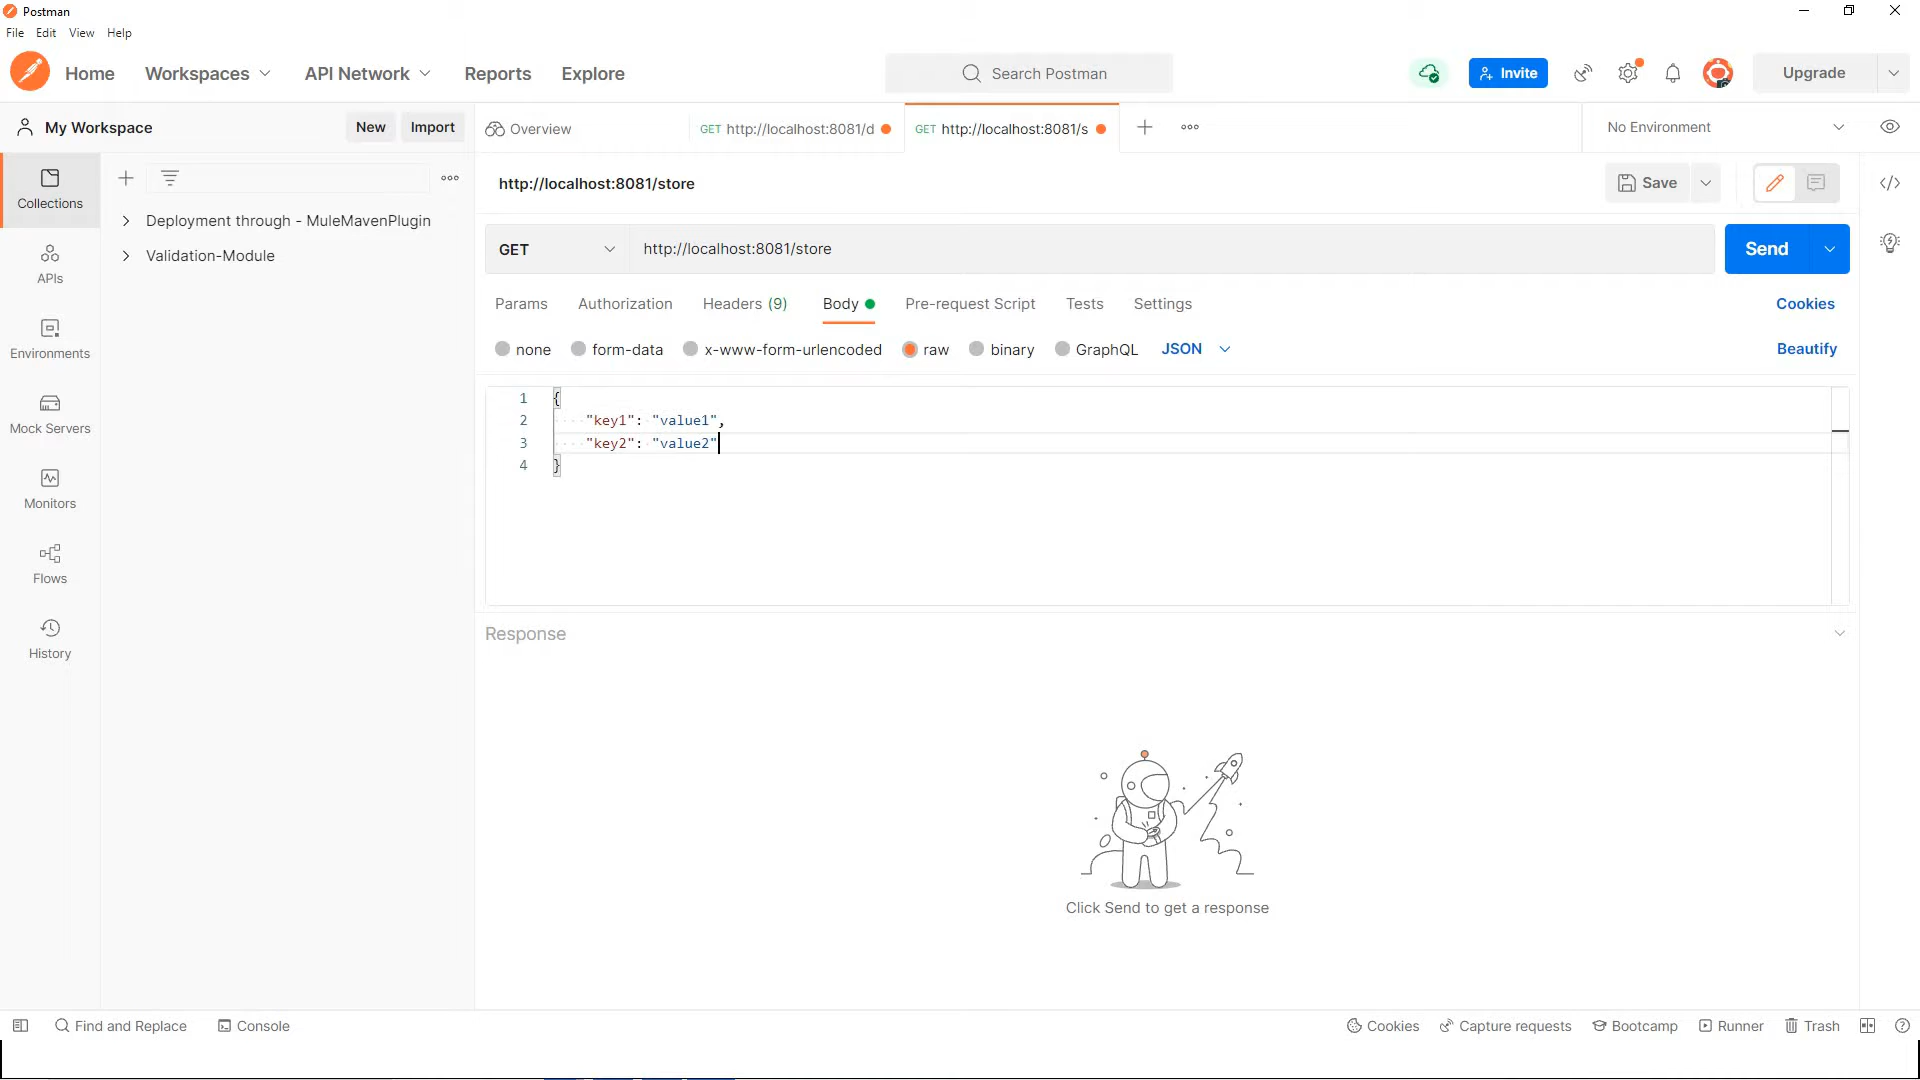 Postman
File Edit View Help
Home Workspaces API Network Reports Explore Search Postman Invite Upgrade
My Workspace New Import Overview GET http://localhost:8081/d GET http://localhost:8081/s No Environment
Collections
APIs
Environments
Mock Servers
Monitors
Flows
History
Deployment through - MuleMavenPlugin
Validation-Module
http://localhost:8081/store Save
GET http://localhost:8081/store Send
Params Authorization Headers (9) Body Pre-request Script Tests Settings Cookies
none form-data x-www-form-urlencoded raw binary GraphQL JSON Beautify
1 {
2 "key1": "value1",
3 "key2": "value2"
4 }
Response
Click Send to get a response
Find and Replace Console Cookies Capture requests Bootcamp Runner Trash